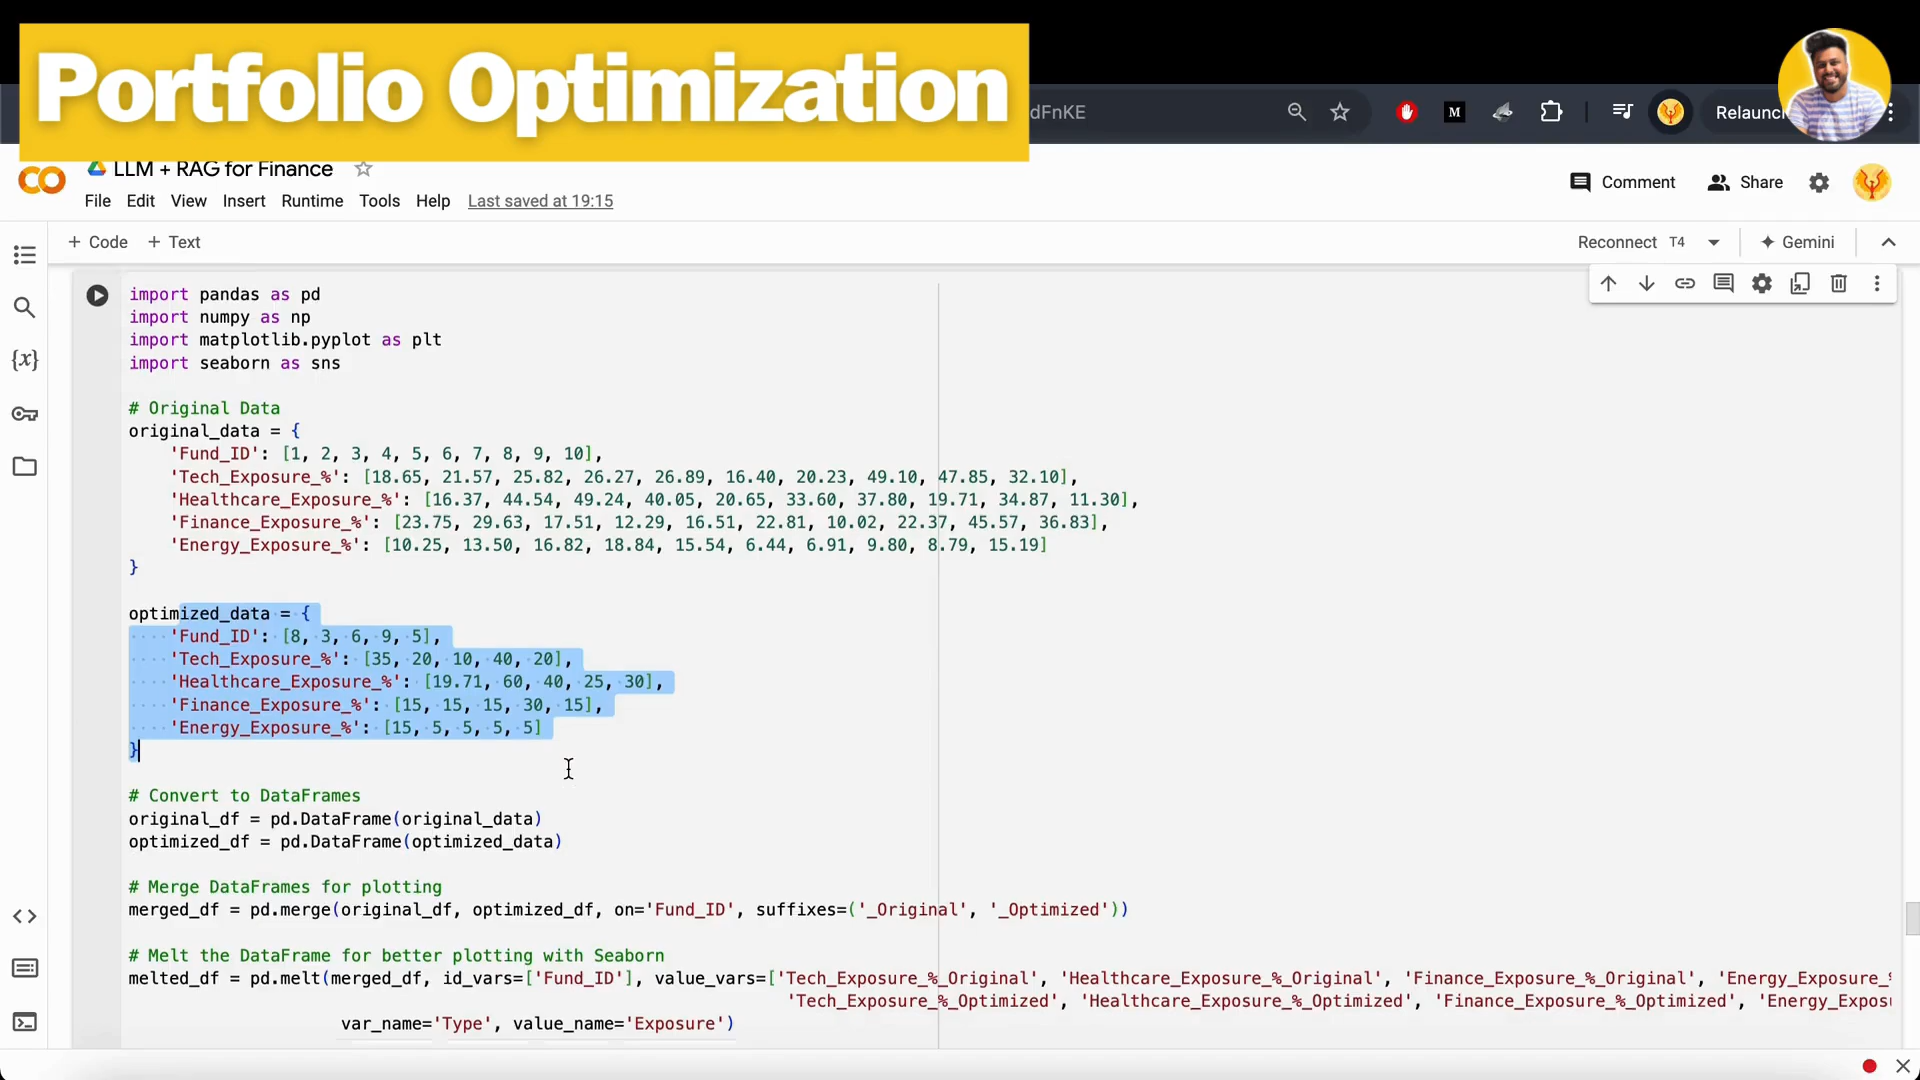 Portfolio Optimization
dFnKE
M
Relaunc
LLM + RAG for Finance
File Edit View Insert Runtime Tools Help Last saved at 19:15
Comment Share
+ Code + Text
Reconnect T4 Gemini
import pandas as pd
import numpy as np
import matplotlib.pyplot as plt
import seaborn as sns
# Original Data
original_data = {
'Fund_ID': [1, 2, 3, 4, 5, 6, 7, 8, 9, 10],
'Tech_Exposure_%': [18.65, 21.57, 25.82, 26.27, 26.89, 16.40, 20.23, 49.10, 47.85, 32.10],
'Healthcare_Exposure_%': [16.37, 44.54, 49.24, 40.05, 20.65, 33.60, 37.80, 19.71, 34.87, 11.30],
'Finance_Exposure_%': [23.75, 29.63, 17.51, 12.29, 16.51, 22.81, 10.02, 22.37, 45.57, 36.83],
'Energy_Exposure_%': [10.25, 13.50, 16.82, 18.84, 15.54, 6.44, 6.91, 9.80, 8.79, 15.19]
}
optimized_data = {
'Fund_ID': [8, 3, 6, 9, 5],
'Tech_Exposure_%': [35, 20, 10, 40, 20],
'Healthcare_Exposure_%': [19.71, 60, 40, 25, 30],
'Finance_Exposure_%': [15, 15, 15, 30, 15],
'Energy_Exposure_%': [15, 5, 5, 5, 5]
}
# Convert to DataFrames
original_df = pd.DataFrame(original_data)
optimized_df = pd.DataFrame(optimized_data)
# Merge DataFrames for plotting
merged_df = pd.merge(original_df, optimized_df, on='Fund_ID', suffixes=('_Original', '_Optimized'))
# Melt the DataFrame for better plotting with Seaborn
melted_df = pd.melt(merged_df, id_vars=['Fund_ID'], value_vars=['Tech_Exposure_%_Original', 'Healthcare_Exposure_%_Original', 'Finance_Exposure_%_Original', 'Energy_Exposure_%
'Tech_Exposure_%_Optimized', 'Healthcare_Exposure_%_Optimized', 'Finance_Exposure_%_Optimized', 'Energy_Exposu
var_name='Type', value_name='Exposure')